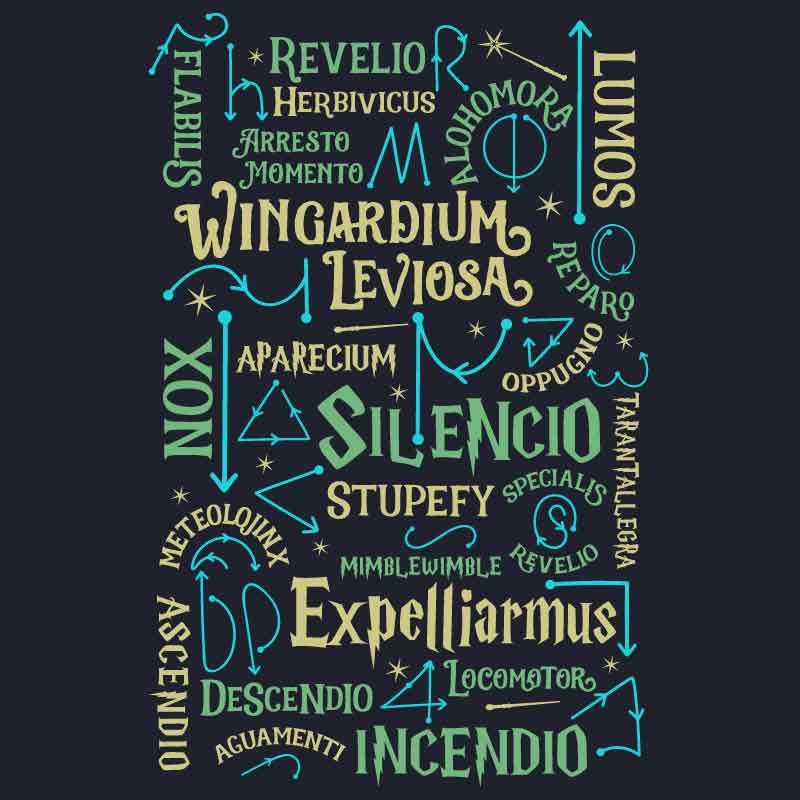 FLABILIS
REVELIO
HERBIVICUS
ARRESTO
MOMENTO
ALOHOMORA
LUMOS
WINGARDIUM
LEVIOSA
REPARO
NOX
APARECIUM
OPPUGNO
SILENCIO
TARANTALLEGRA
STUPEFY
SPECIALIS
REVELIO
METEOLOJINX
MIMBLEWIMBLE
EXPELLIARMUS
ASCENDIO
DESCENDIO
LOCOMOTOR
AGUAMENTI
INCENDIO